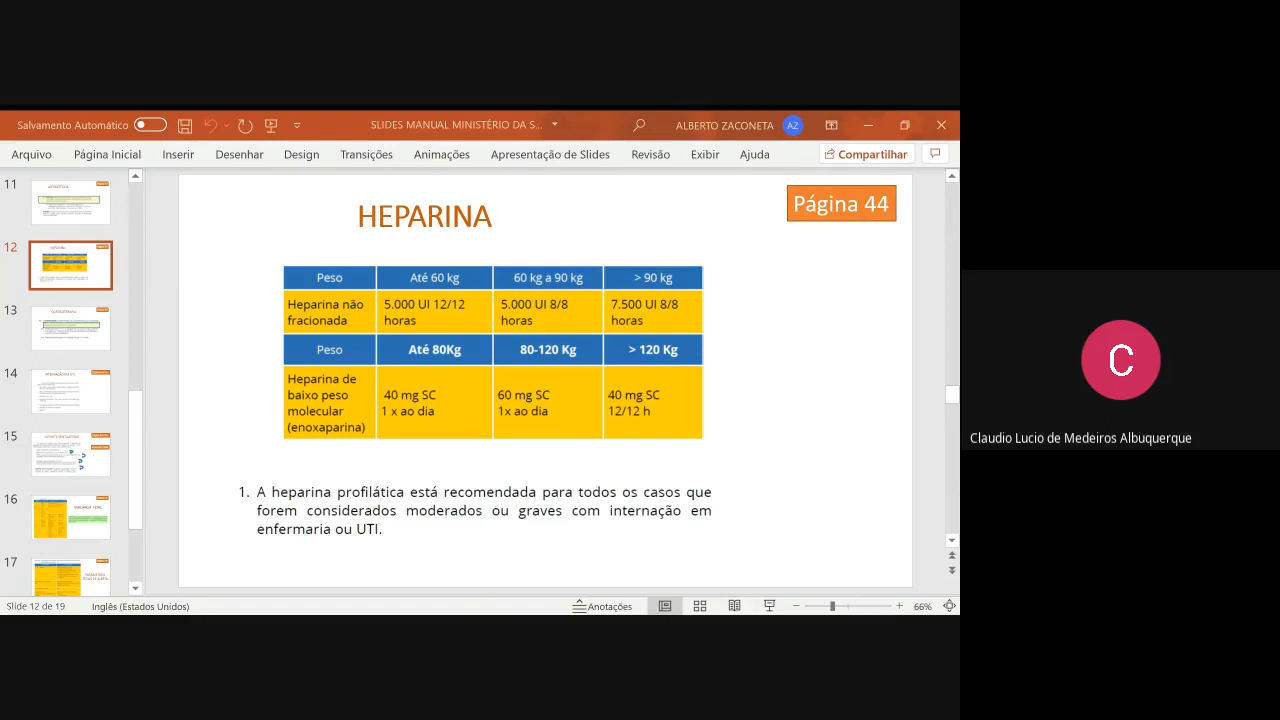 Salvamento Automático
SLIDES MANUAL MINISTÉRIO DA S...
ALBERTO ZACONETA
AZ
Arquivo
Página Inicial
Inserir
Desenhar
Design
Transições
Animações
Apresentação de Slides
Revisão
Exibir
Ajuda
Compartilhar
11
12
13
14
15
16
17
HEPARINA
Página 44
Peso
Até 60 kg
60 kg a 90 kg
> 90 kg
Heparina não
fracionada
5.000 UI 12/12
horas
5.000 UI 8/8
horas
7.500 UI 8/8
horas
Peso
Até 80Kg
80-120 Kg
> 120 Kg
Heparina de
baixo peso
molecular
(enoxaparina)
40 mg SC
1 x ao dia
60 mg SC
1x ao dia
40 mg SC
12/12 h
1. A heparina profilática está recomendada para todos os casos que
forem considerados moderados ou graves com internação em
enfermaria ou UTI.
C
Claudio Lucio de Medeiros Albuquerque
Slide 12 de 19
Inglês (Estados Unidos)
Anotações
66%